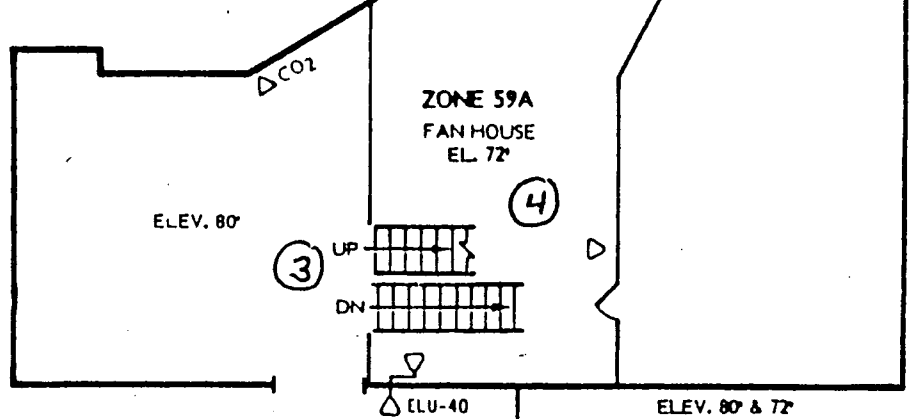 CO2
ZONE 59A
FAN HOUSE
EL. 72'
4
ELEV. 80'
UP
3
DN
ELU-40
ELEV. 80' & 72'